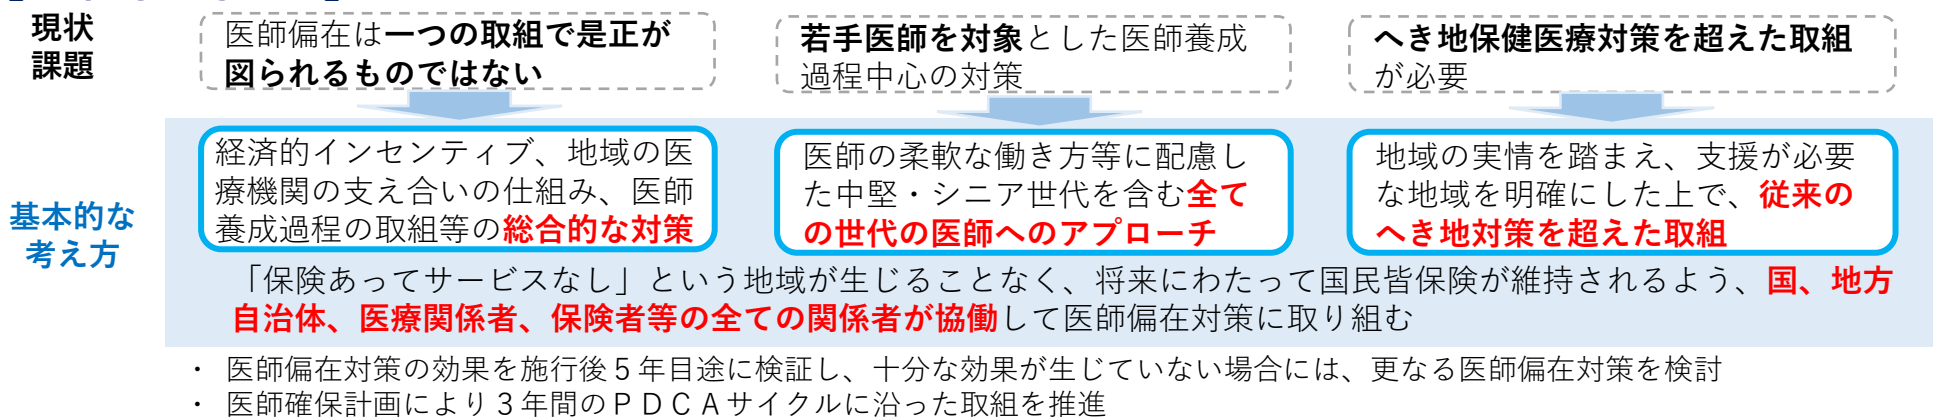 現状
課題
医師偏在は一つの取組で是正が
図られるものではない
若手医師を対象とした医師養成
過程中心の対策
へき地保健医療対策を超えた取組
が必要
基本的な
考え方
経済的インセンティブ、地域の医
療機関の支え合いの仕組み、医師
養成過程の取組等の総合的な対策
医師の柔軟な働き方等に配慮し
た中堅・シニア世代を含む全て
の世代の医師へのアプローチ
地域の実情を踏まえ、支援が必要
な地域を明確にした上で、従来の
へき地対策を超えた取組
「保険あってサービスなし」という地域が生じることなく、将来にわたって国民皆保険が維持されるよう、国、地方
自治体、医療関係者、保険者等の全ての関係者が協働して医師偏在対策に取り組む
・ 医師偏在対策の効果を施行後５年目途に検証し、十分な効果が生じていない場合には、更なる医師偏在対策を検討
・ 医師確保計画により３年間のＰＤＣＡサイクルに沿った取組を推進